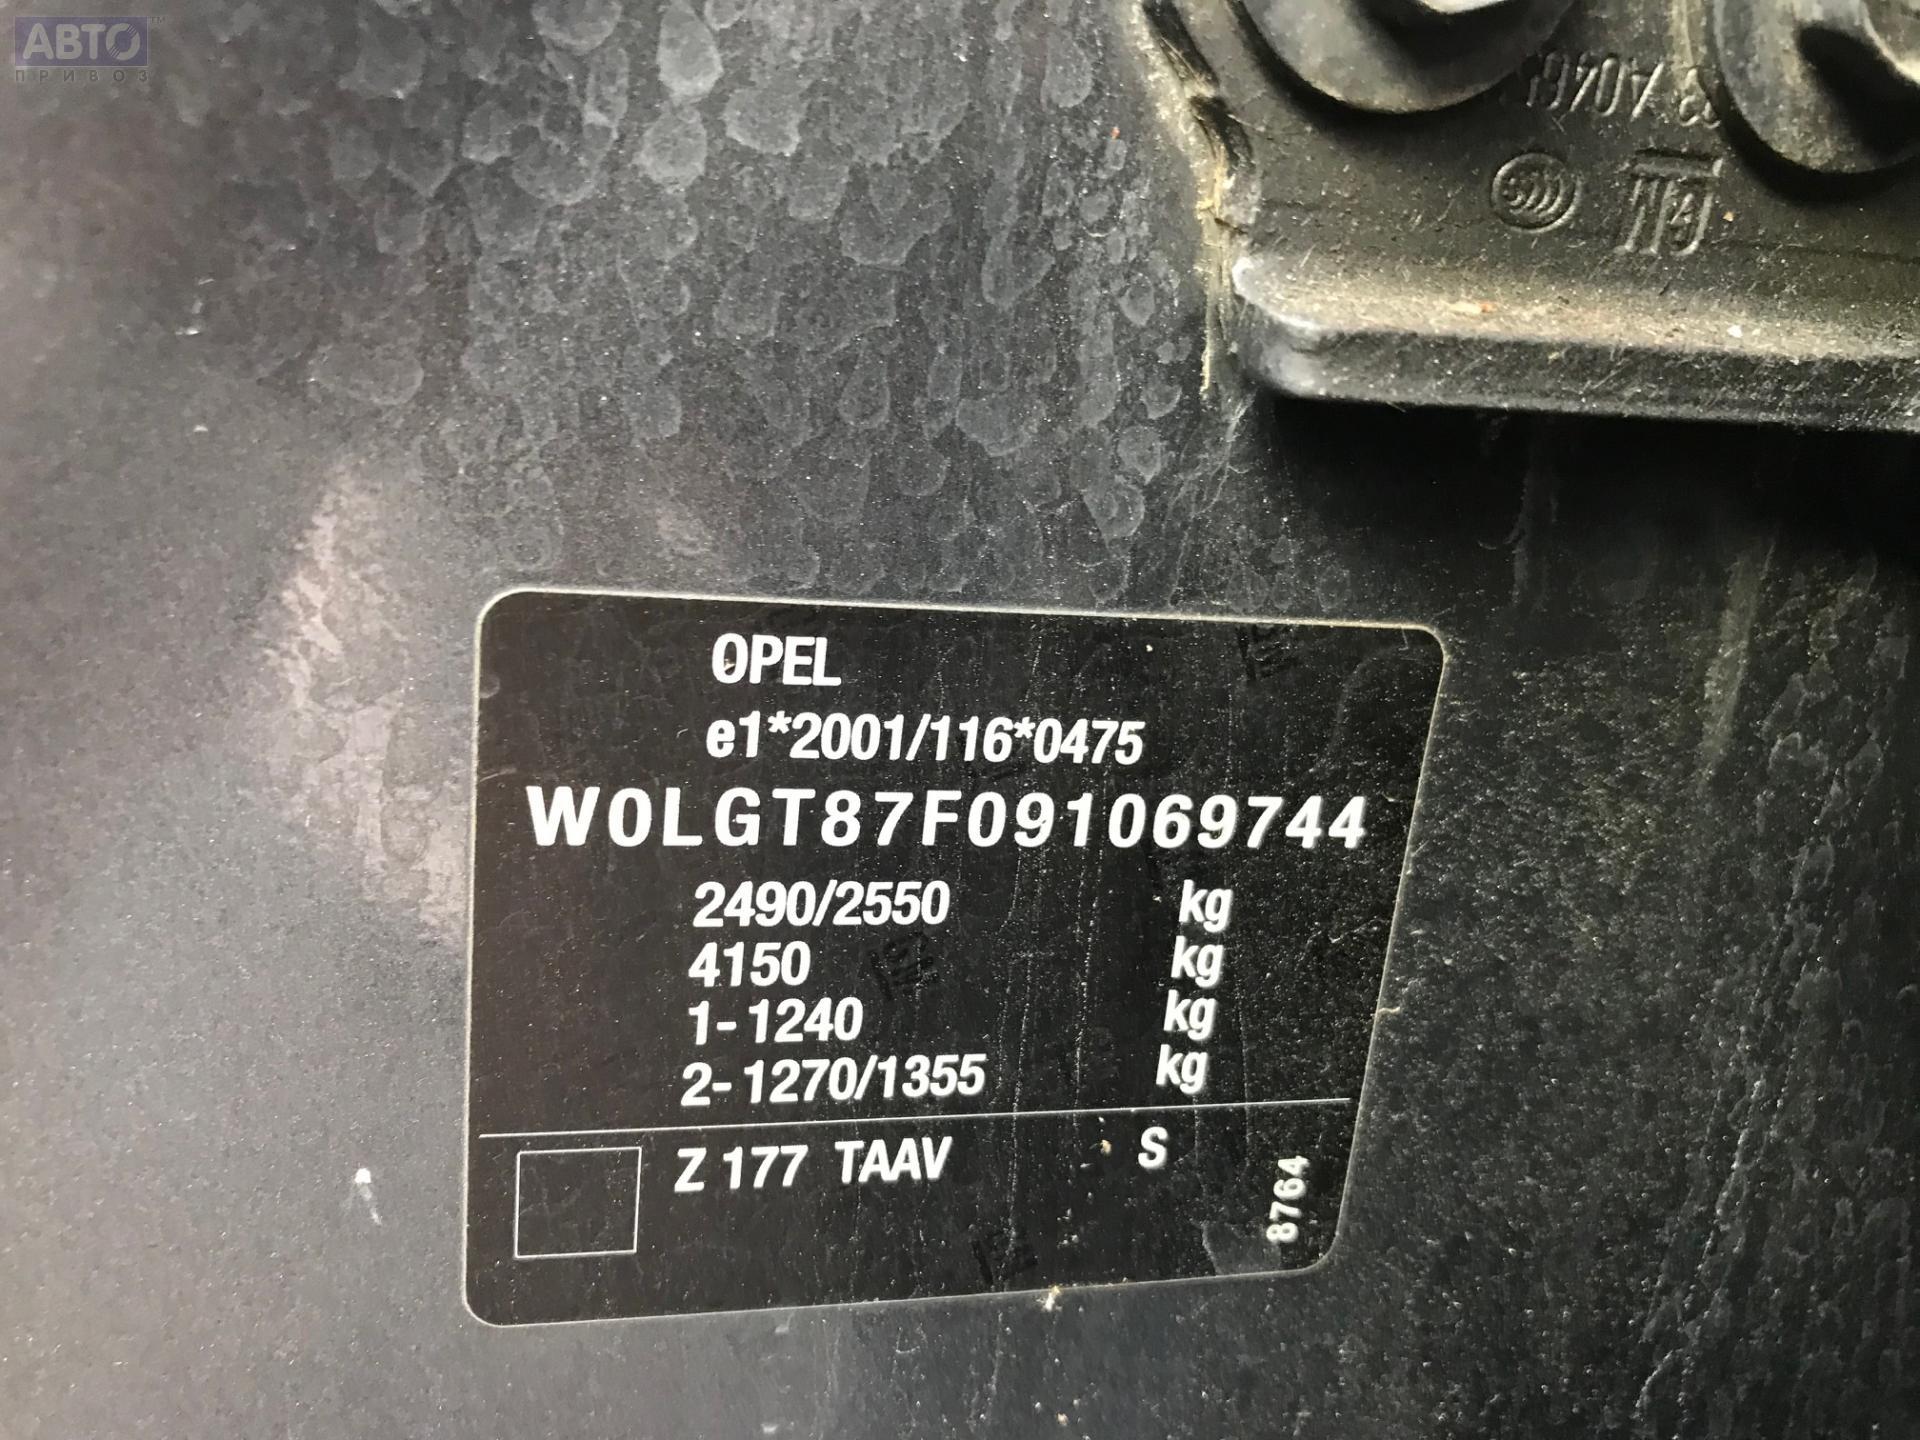 АВТО
ПРИВОЗ
OPEL
e1*2001/116*0475
W0LGT87F091069744
2490/2550 kg
4150 kg
1-1240 kg
2-1270/1355 kg
Z 177 TAAV S
8764